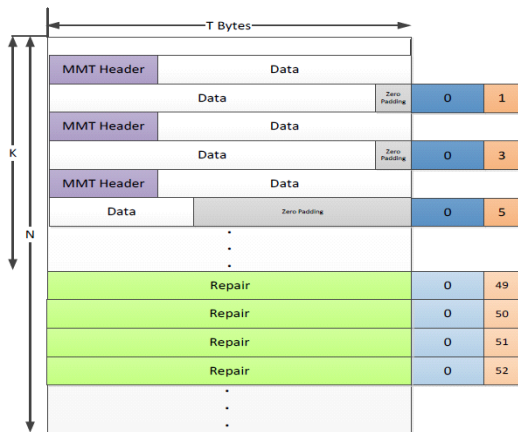 T Bytes
MMT Header Data
Data Zero Padding 0 1
MMT Header Data
K
Data Zero Padding 0 3
MMT Header Data
Data Zero Padding 0 5
N
Repair 0 49
Repair 0 50
Repair 0 51
Repair 0 52